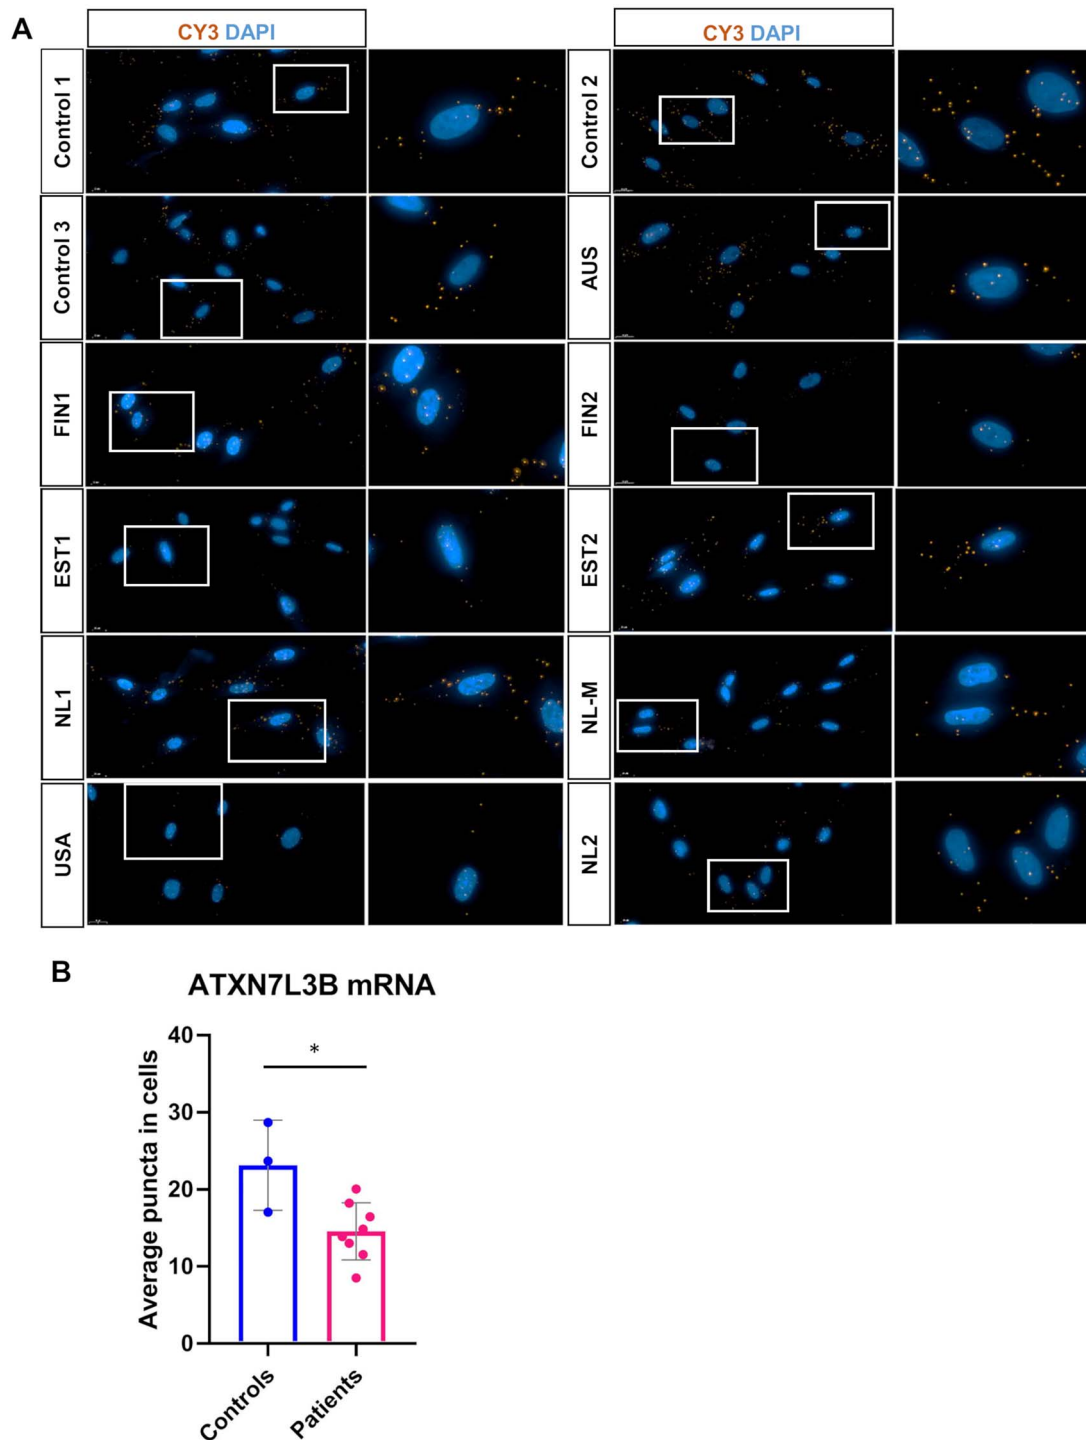 A
CY3 DAPI
CY3 DAPI
Control 1
Control 2
Control 3
AUS
FIN1
FIN2
EST1
EST2
NL1
NL-M
USA
NL2
B
ATXN7L3B mRNA
Average puncta in cells
40
30
20
10
0
*
Controls
Patients